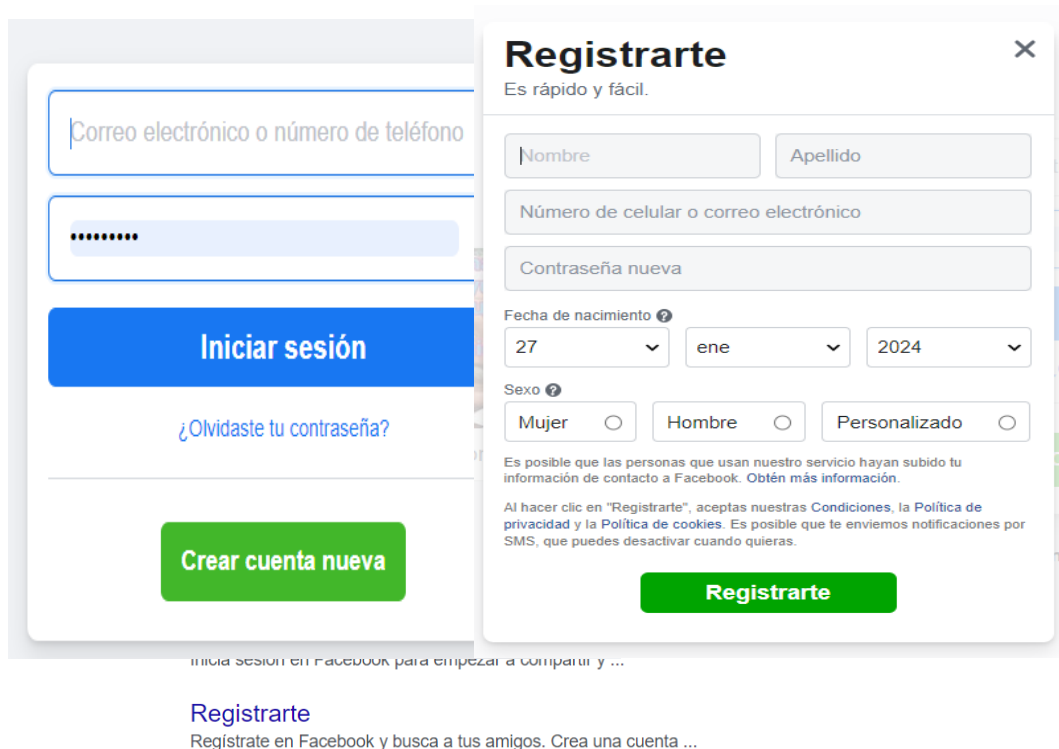 Correo electrónico o número de teléfono
•••••••••
Iniciar sesión
¿Olvidaste tu contraseña?
Crear cuenta nueva
Registrarte
Es rápido y fácil.
Nombre
Apellido
Número de celular o correo electrónico
Contraseña nueva
Fecha de nacimiento
27
ene
2024
Sexo
Mujer
Hombre
Personalizado
Es posible que las personas que usan nuestro servicio hayan subido tu
información de contacto a Facebook. Obtén más información.
Al hacer clic en "Registrarte", aceptas nuestras Condiciones, la Política de
privacidad y la Política de cookies. Es posible que te enviemos notificaciones por
SMS, que puedes desactivar cuando quieras.
Registrarte
Inicia sesión en Facebook para empezar a compartir y ...
Registrarte
Regístrate en Facebook y busca a tus amigos. Crea una cuenta ...